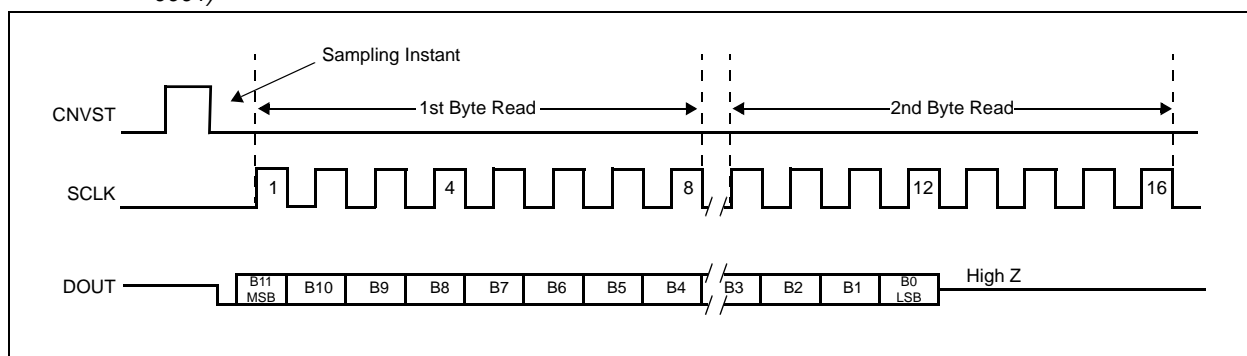 Sampling Instant
CNVST
1st Byte Read
2nd Byte Read
SCLK
1
4
8
12
16
DOUT
B11
MSB
B10
B9
B8
B7
B6
B5
B4
B3
B2
B1
B0
LSB
High Z